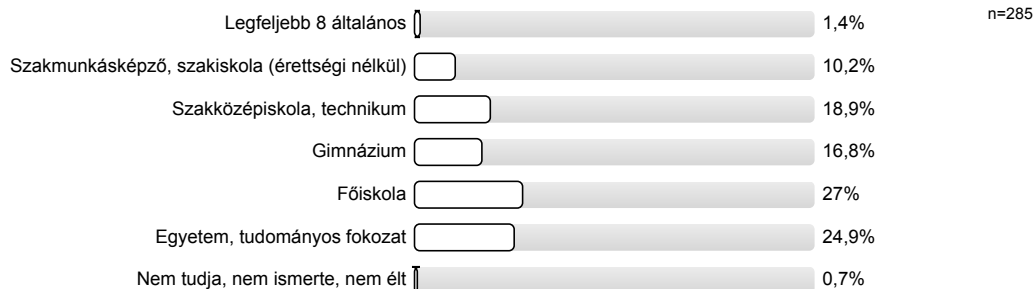 Legfeljebb 8 általános 1,4% n=285
Szakmunkásképző, szakiskola (érettségi nélkül) 10,2%
Szakközépiskola, technikum 18,9%
Gimnázium 16,8%
Főiskola 27%
Egyetem, tudományos fokozat 24,9%
Nem tudja, nem ismerte, nem élt 0,7%